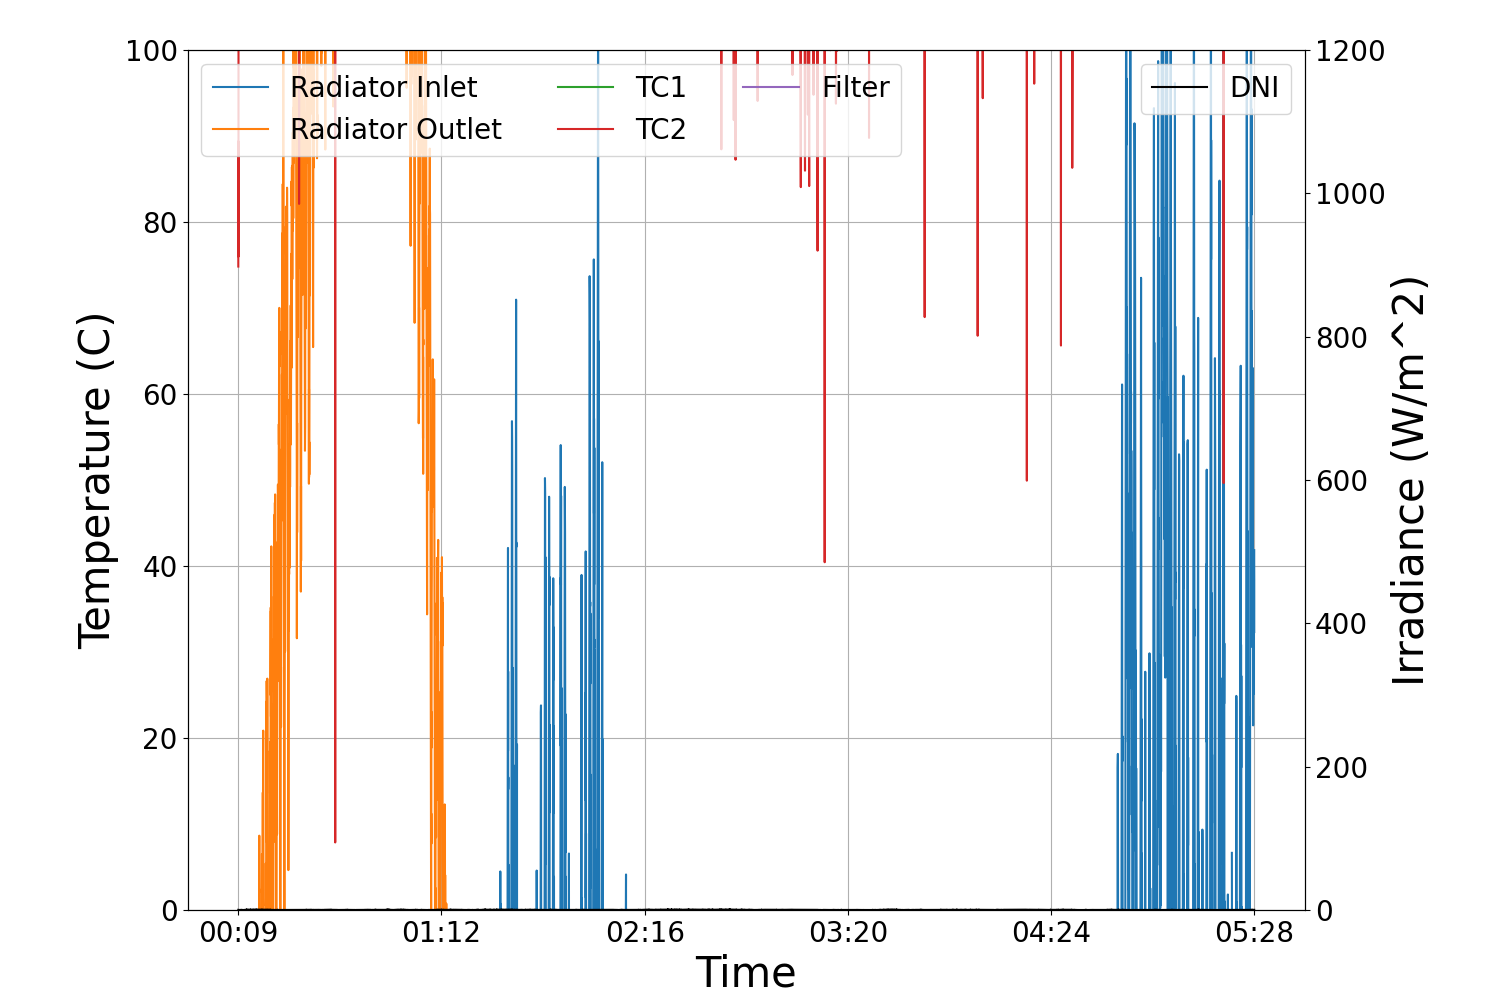 Radiator Inlet
Radiator Outlet
TC1
TC2
Filter
DNI
Temperature (C)
100
80
60
40
20
0
1200
1000
800
600
400
200
0
Irradiance (W/m^2)
00:09 01:12 02:16 03:20 04:24 05:28
Time